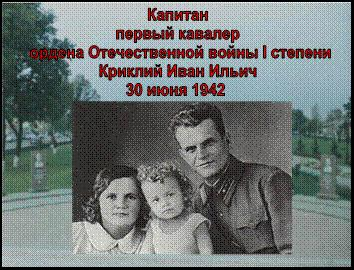 Капитан
первый кавалер
ордена Отечественной войны I степени
Криклий Иван Ильич
30 июня 1942